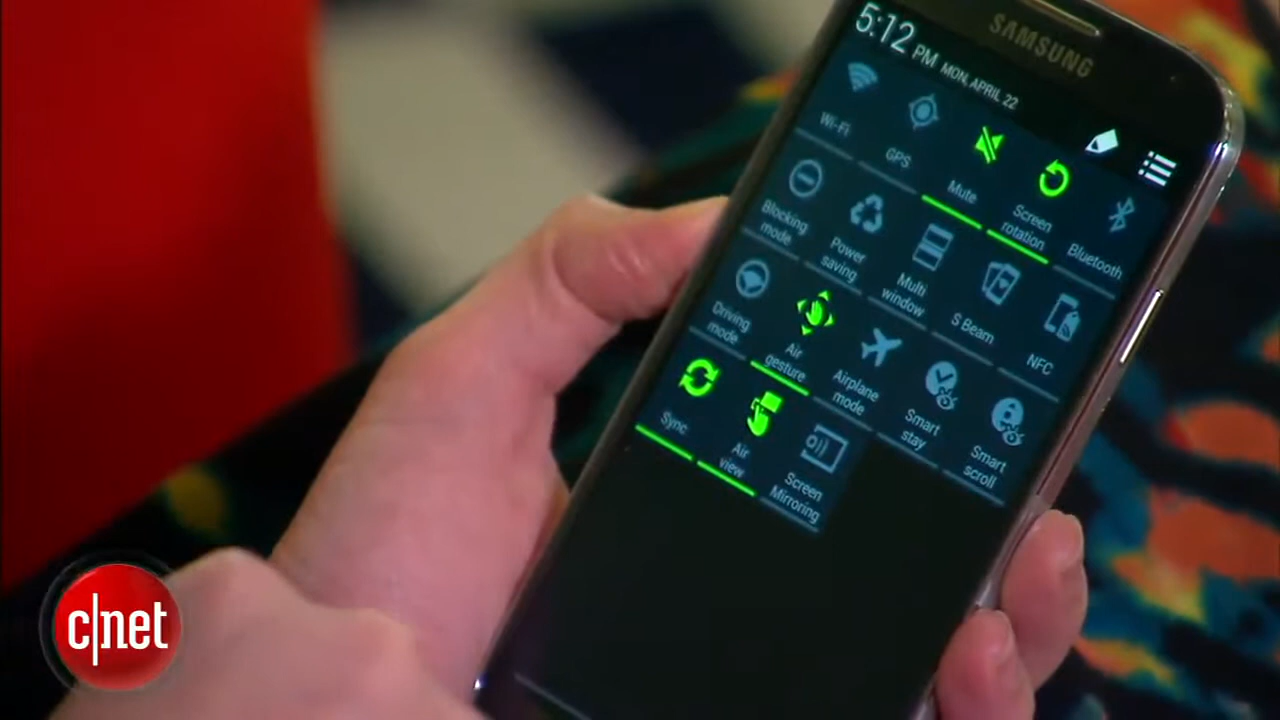 SAMSUNG
5:12 PM MON, APRIL 22
Wi-Fi
GPS
Mute
Screen
rotation
Bluetooth
Blocking
mode
Power
saving
Multi
window
S Beam
NFC
Driving
mode
Air
gesture
Airplane
mode
Smart
stay
Smart
scroll
Sync
Air
view
Screen
Mirroring
c|net